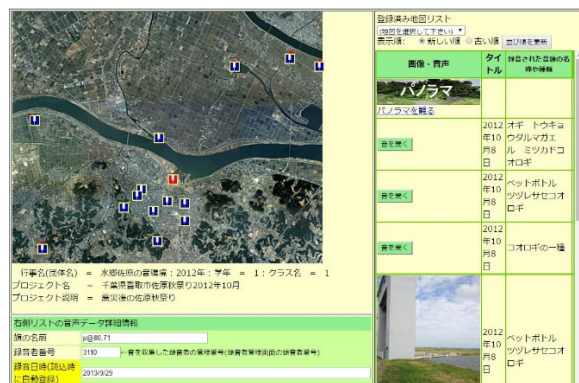 登録済み地図リスト
(地図を選択して下さい)
表示順: ●新しい順 ○古い順 並び順を更新
画像・音声 タイトル 録音された音の名称や種類
パノラマ
パノラマを観る
音を聞く 2012年10月8日 オギ トウキョウダルマガエル ミツカドコオロギ
音を聞く 2012年10月8日 ペットボトル ツヅレサセコオロギ
音を聞く 2012年10月8日 コオロギの一種
2012年10月8日 ペットボトル ツヅレサセコオロギ
行事名(団体名) = 水郷佐原の音環境:2012年:学年 = 1:クラス名 = 1
プロジェクト名 = 千葉県香取市佐原秋祭り2012年10月
プロジェクト説明 = 震災後の佐原秋祭り
右側リストの音声データ詳細情報
旗の名前 p@80.71
録音者番号 3110 ←音を収集した録音者の管理番号(録音者管理画面の録音者番号)
録音日時(読込時に自動登録) 2013/9/29